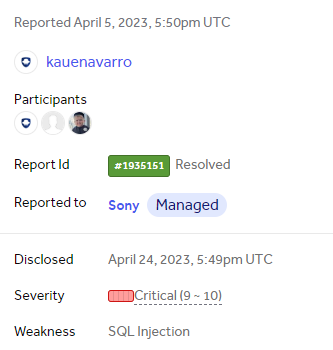 Reported April 5, 2023, 5:50pm UTC
kauenavarro
Participants
Report Id #1935151 Resolved
Reported to Sony Managed
Disclosed April 24, 2023, 5:49pm UTC
Severity Critical (9 ~ 10)
Weakness SQL Injection